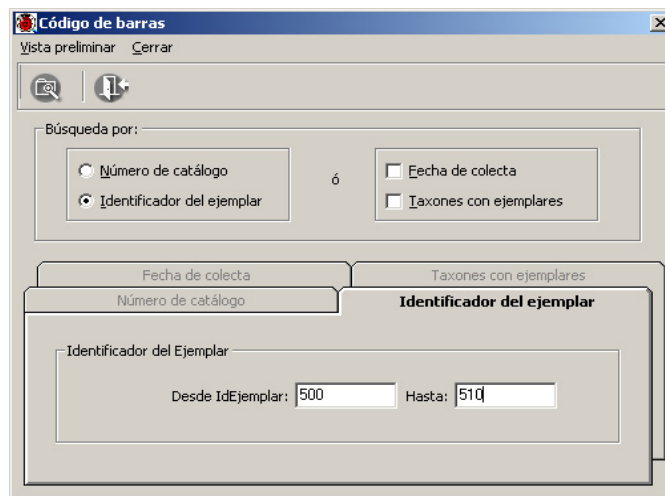 Código de barras
Vista preliminar Cerrar
Búsqueda por:
Número de catálogo
ó
Fecha de colecta
Identificador del ejemplar
Taxones con ejemplares
Fecha de colecta
Taxones con ejemplares
Número de catálogo
Identificador del ejemplar
Identificador del Ejemplar
Desde IdEjemplar: 500 Hasta: 510